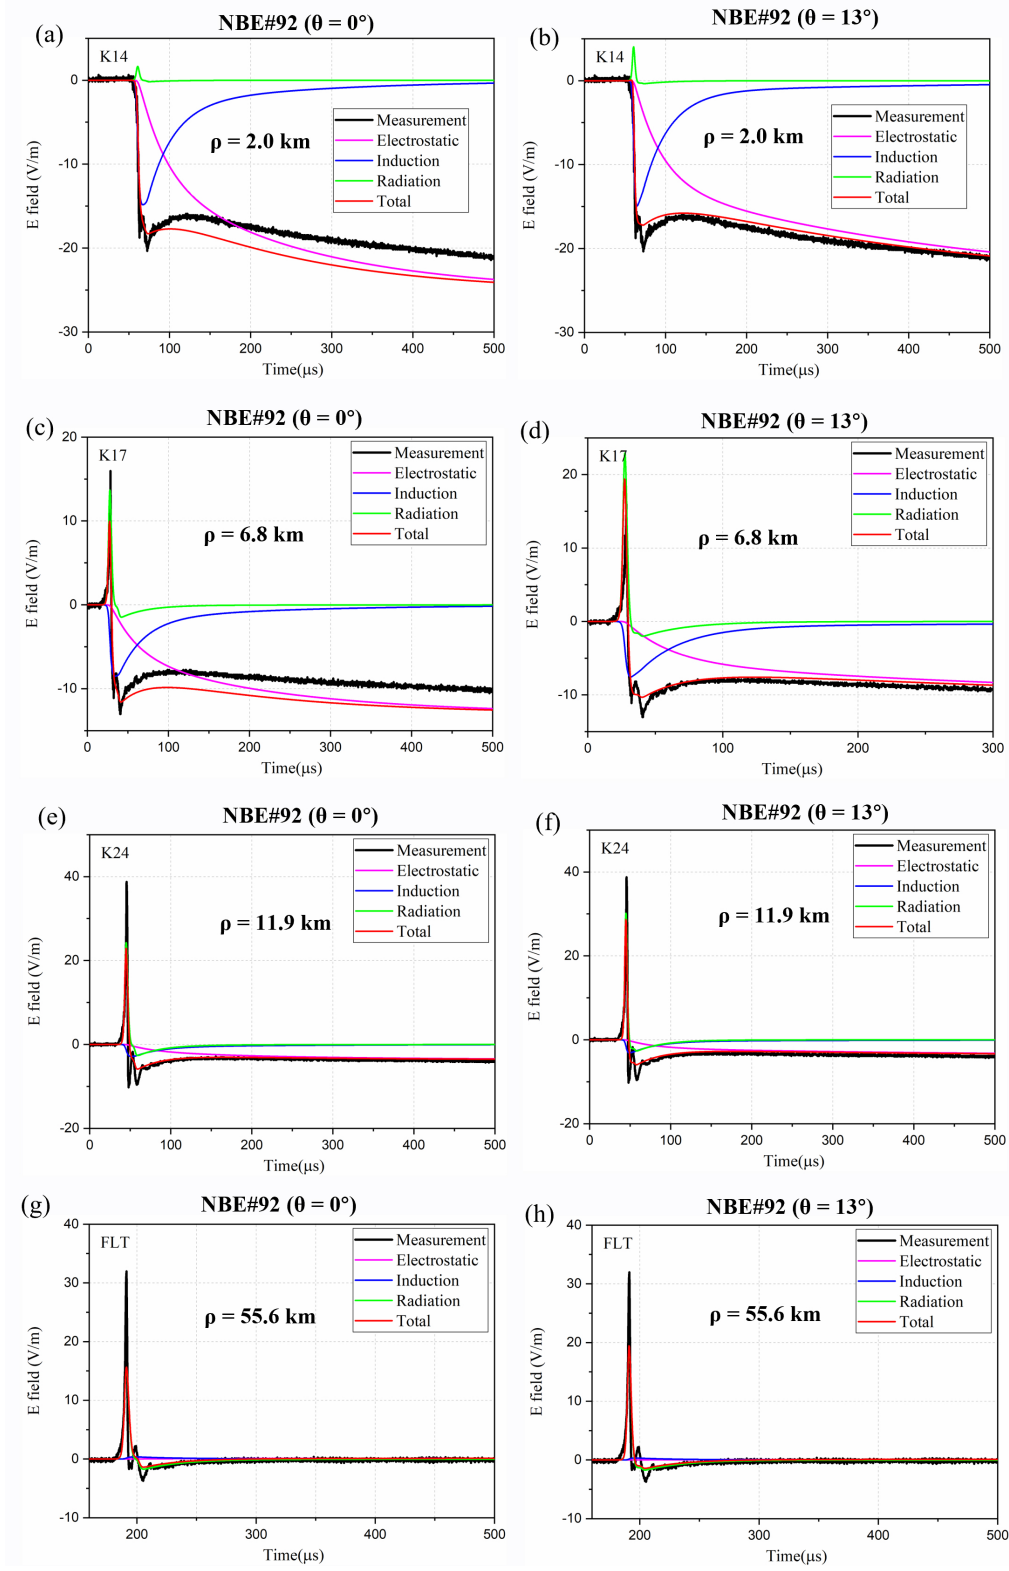 (a)
NBE#92 (θ = 0°)
K14
ρ = 2.0 km
Measurement
Electrostatic
Induction
Radiation
Total
E field (V/m)
0
-10
-20
-30
0 100 200 300 400 500
Time(μs)
(b)
NBE#92 (θ = 13°)
K14
ρ = 2.0 km
Measurement
Electrostatic
Induction
Radiation
Total
E field (V/m)
0
-10
-20
-30
0 100 200 300 400 500
Time(μs)
(c)
NBE#92 (θ = 0°)
K17
ρ = 6.8 km
Measurement
Electrostatic
Induction
Radiation
Total
E field (V/m)
20
10
0
-10
0 100 200 300 400 500
Time(μs)
(d)
NBE#92 (θ = 13°)
K17
ρ = 6.8 km
Measurement
Electrostatic
Induction
Radiation
Total
E field (V/m)
20
10
0
-10
0 100 200 300
Time(μs)
(e)
NBE#92 (θ = 0°)
K24
ρ = 11.9 km
Measurement
Electrostatic
Induction
Radiation
Total
E field (V/m)
40
20
0
-20
0 100 200 300 400 500
Time(μs)
(f)
NBE#92 (θ = 13°)
K24
ρ = 11.9 km
Measurement
Electrostatic
Induction
Radiation
Total
E field (V/m)
40
20
0
-20
0 100 200 300 400 500
Time(μs)
(g)
NBE#92 (θ = 0°)
FLT
ρ = 55.6 km
Measurement
Electrostatic
Induction
Radiation
Total
E field (V/m)
40
30
20
10
0
-10
200 300 400 500
Time(μs)
(h)
NBE#92 (θ = 13°)
FLT
ρ = 55.6 km
Measurement
Electrostatic
Induction
Radiation
Total
E field (V/m)
40
30
20
10
0
-10
200 300 400 500
Time(μs)